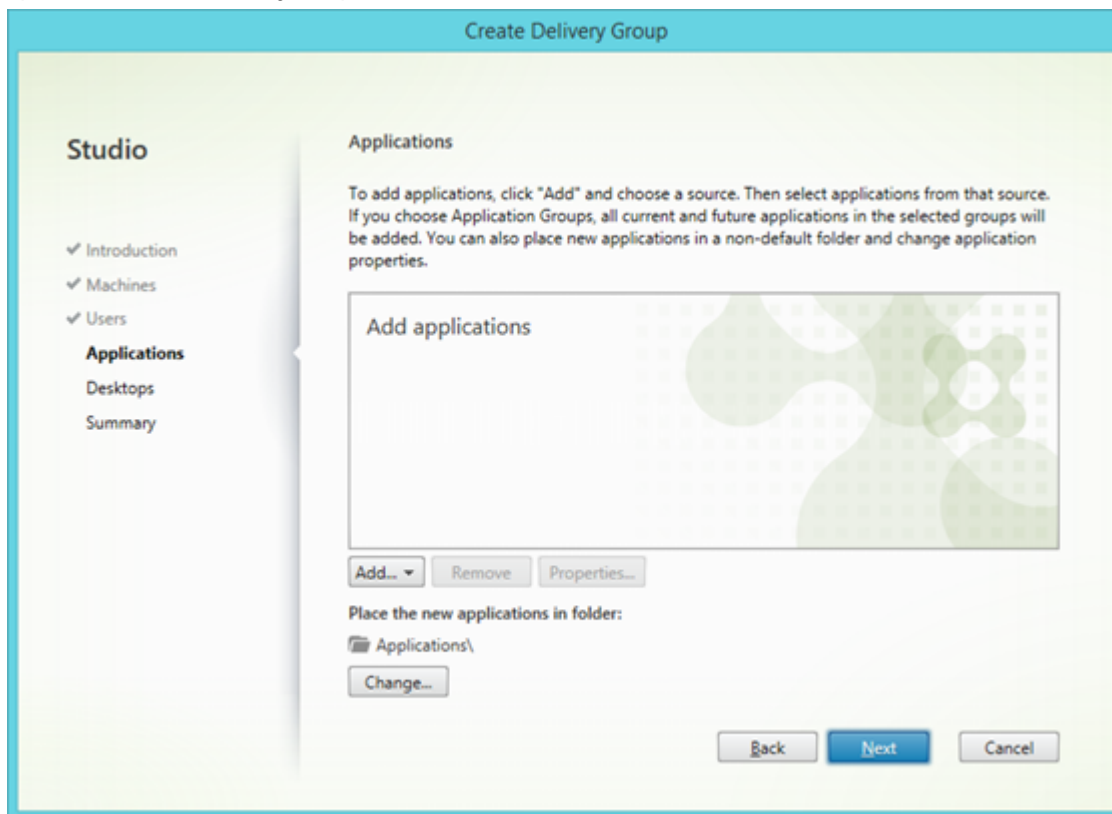 Create Delivery Group
Studio
✔ Introduction
✔ Machines
✔ Users
Applications
Desktops
Summary
Applications
To add applications, click "Add" and choose a source. Then select applications from that source.
If you choose Application Groups, all current and future applications in the selected groups will
be added. You can also place new applications in a non-default folder and change application
properties.
Add applications
Add...
Remove
Properties...
Place the new applications in folder:
Applications\
Change...
Back
Next
Cancel